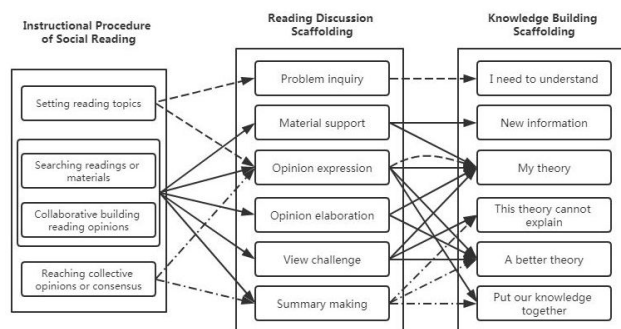 Instructional Procedure
of Social Reading
Setting reading topics
Searching readings or
materials
Collaborative building
reading opinions
Reaching collective
opinions or consensus
Reading Discussion
Scaffolding
Problem inquiry
Material support
Opinion expression
Opinion elaboration
View challenge
Summary making
Knowledge Building
Scaffolding
I need to understand
New information
My theory
This theory cannot
explain
A better theory
Put our knowledge
together